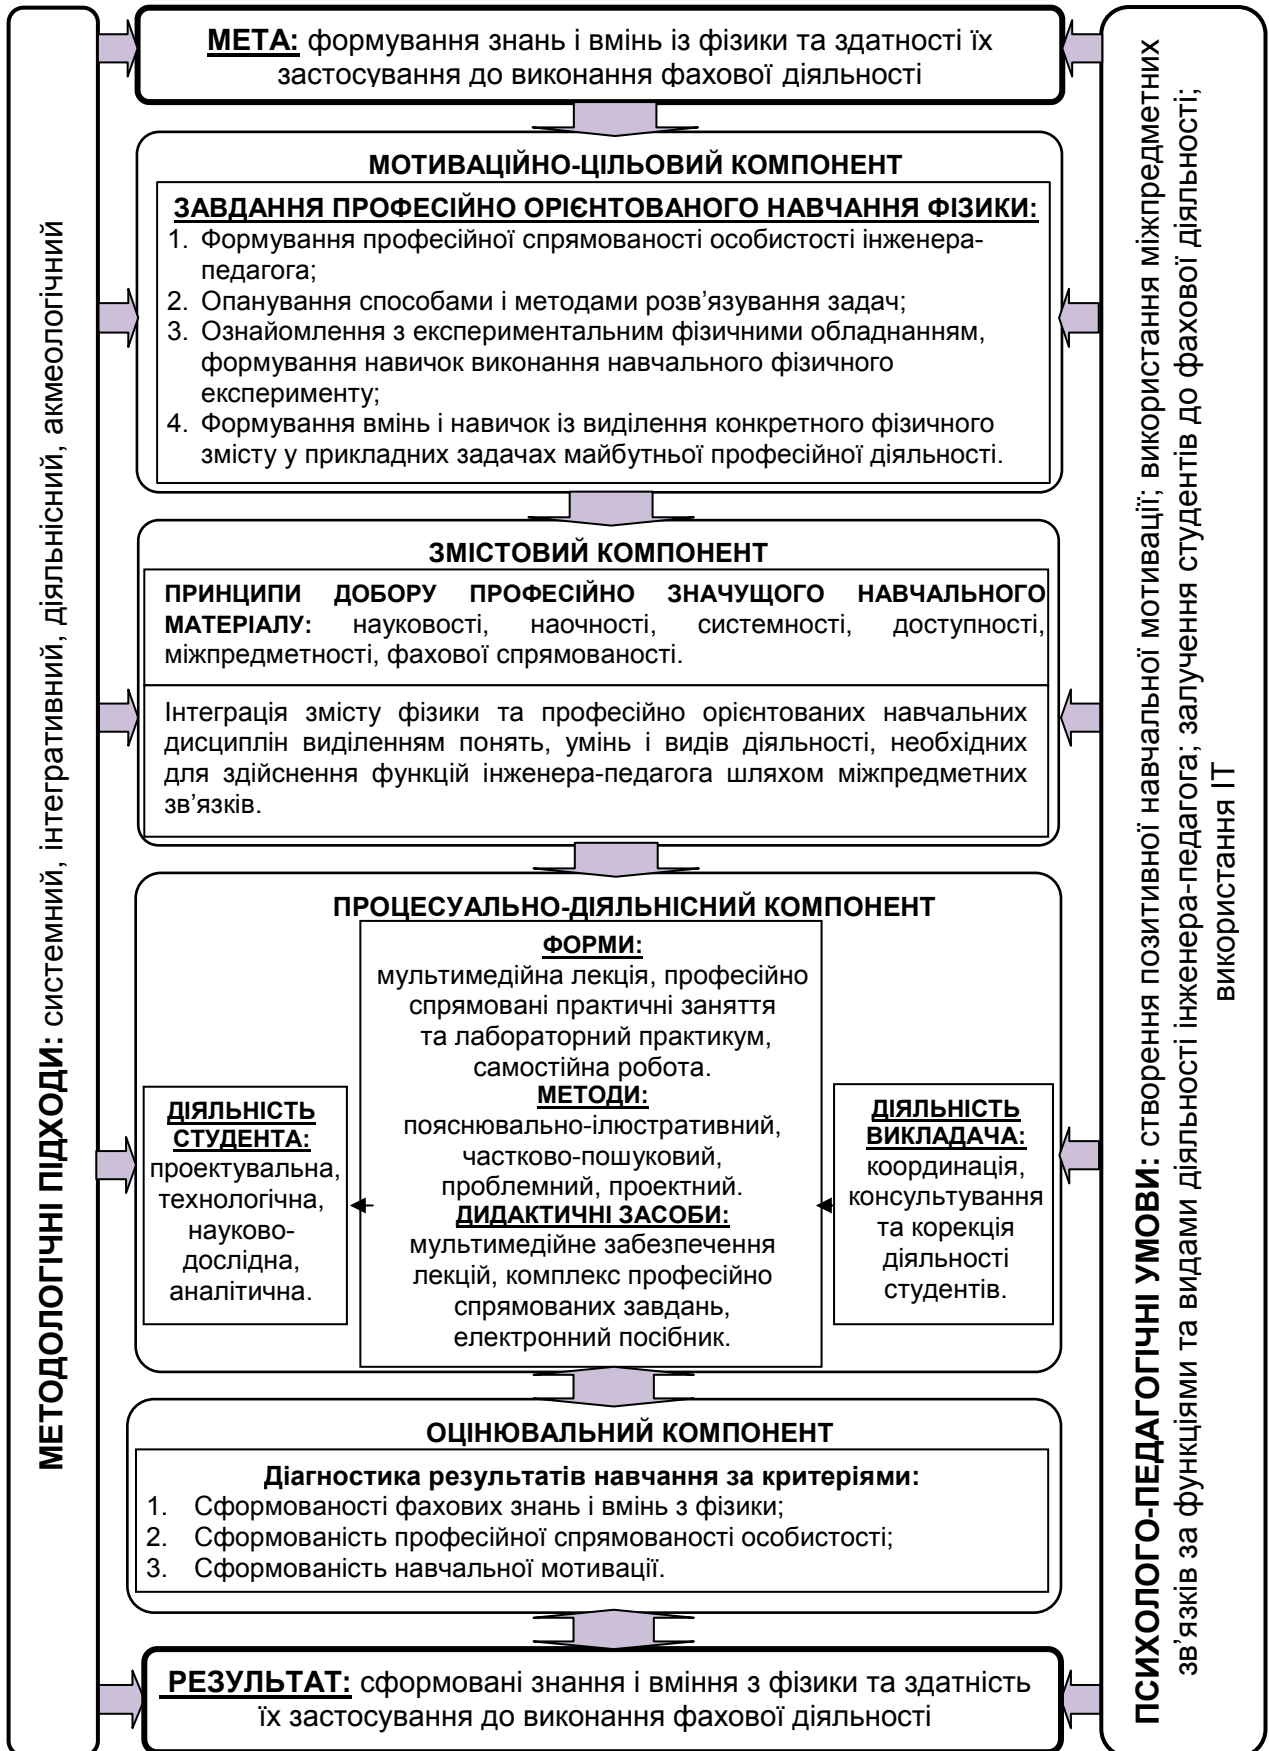 МЕТОДОЛОГІЧНІ ПІДХОДИ: системний, інтегративний, діяльнісний, акмеологічний
МЕТА: формування знань і вмінь із фізики та здатності їх
застосування до виконання фахової діяльності
МОТИВАЦІЙНО-ЦІЛЬОВИЙ КОМПОНЕНТ
ЗАВДАННЯ ПРОФЕСІЙНО ОРІЄНТОВАНОГО НАВЧАННЯ ФІЗИКИ:
1. Формування професійної спрямованості особистості інженера-
педагога;
2. Опанування способами і методами розв’язування задач;
3. Ознайомлення з експериментальним фізичними обладнанням,
формування навичок виконання навчального фізичного
експерименту;
4. Формування вмінь і навичок із виділення конкретного фізичного
змісту у прикладних задачах майбутньої професійної діяльності.
ЗМІСТОВИЙ КОМПОНЕНТ
ПРИНЦИПИ ДОБОРУ ПРОФЕСІЙНО ЗНАЧУЩОГО НАВЧАЛЬНОГО
МАТЕРІАЛУ: науковості, наочності, системності, доступності,
міжпредметності, фахової спрямованості.
Інтеграція змісту фізики та професійно орієнтованих навчальних
дисциплін виділенням понять, умінь і видів діяльності, необхідних
для здійснення функцій інженера-педагога шляхом міжпредметних
зв’язків.
ПРОЦЕСУАЛЬНО-ДІЯЛЬНІСНИЙ КОМПОНЕНТ
ДІЯЛЬНІСТЬ
СТУДЕНТА:
проектувальна,
технологічна,
науково-
дослідна,
аналітична.
ФОРМИ:
мультимедійна лекція, професійно
спрямовані практичні заняття
та лабораторний практикум,
самостійна робота.
МЕТОДИ:
пояснювально-ілюстративний,
частково-пошуковий,
проблемний, проектний.
ДИДАКТИЧНІ ЗАСОБИ:
мультимедійне забезпечення
лекцій, комплекс професійно
спрямованих завдань,
електронний посібник.
ДІЯЛЬНІСТЬ
ВИКЛАДАЧА:
координація,
консультування
та корекція
діяльності
студентів.
ОЦІНЮВАЛЬНИЙ КОМПОНЕНТ
Діагностика результатів навчання за критеріями:
1. Сформованості фахових знань і вмінь з фізики;
2. Сформованість професійної спрямованості особистості;
3. Сформованість навчальної мотивації.
РЕЗУЛЬТАТ: сформовані знання і вміння з фізики та здатність
їх застосування до виконання фахової діяльності
ПСИХОЛОГО-ПЕДАГОГІЧНІ УМОВИ: створення позитивної навчальної мотивації; використання міжпредметних
зв’язків за функціями та видами діяльності інженера-педагога; залучення студентів до фахової діяльності;
використання ІТ